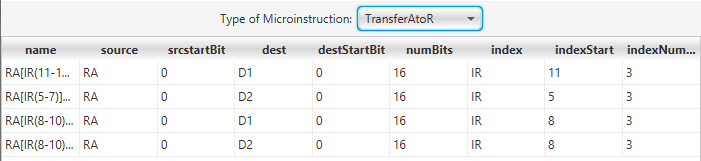 Type of Microinstruction: TransferAtoR
name source srcstartBit dest destStartBit numBits index indexStart indexNum...
RA[IR(11-1... RA 0 D1 0 16 IR 11 3
RA[IR(5-7)]... RA 0 D2 0 16 IR 5 3
RA[IR(8-10)... RA 0 D1 0 16 IR 8 3
RA[IR(8-10)... RA 0 D2 0 16 IR 8 3